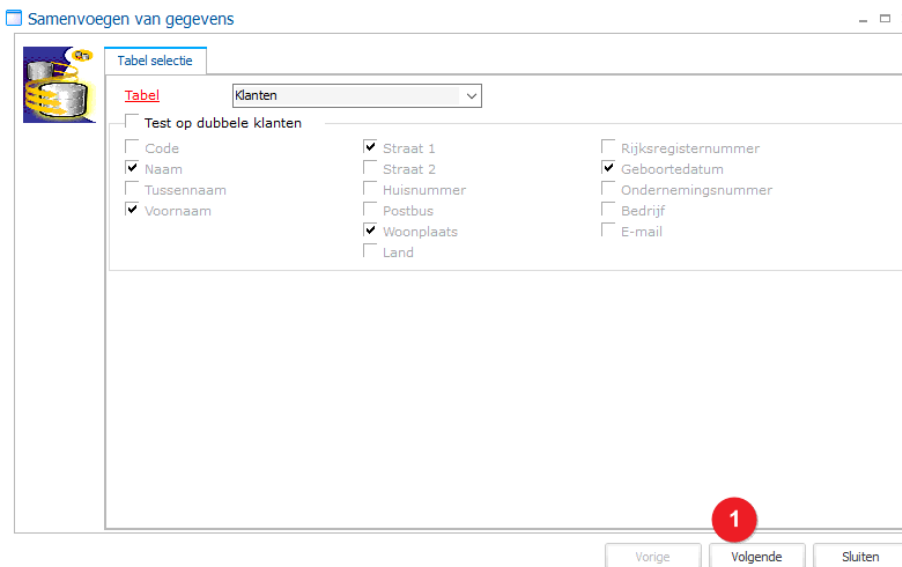 Samenvoegen van gegevens
Tabel selectie
Tabel Klanten
Test op dubbele klanten
Code Straat 1 Rijksregisternummer
Naam Straat 2 Geboortedatum
Tussennaam Huisnummer Ondernemingsnummer
Voornaam Postbus Bedrijf
Woonplaats E-mail
Land
1
Vorige Volgende Sluiten